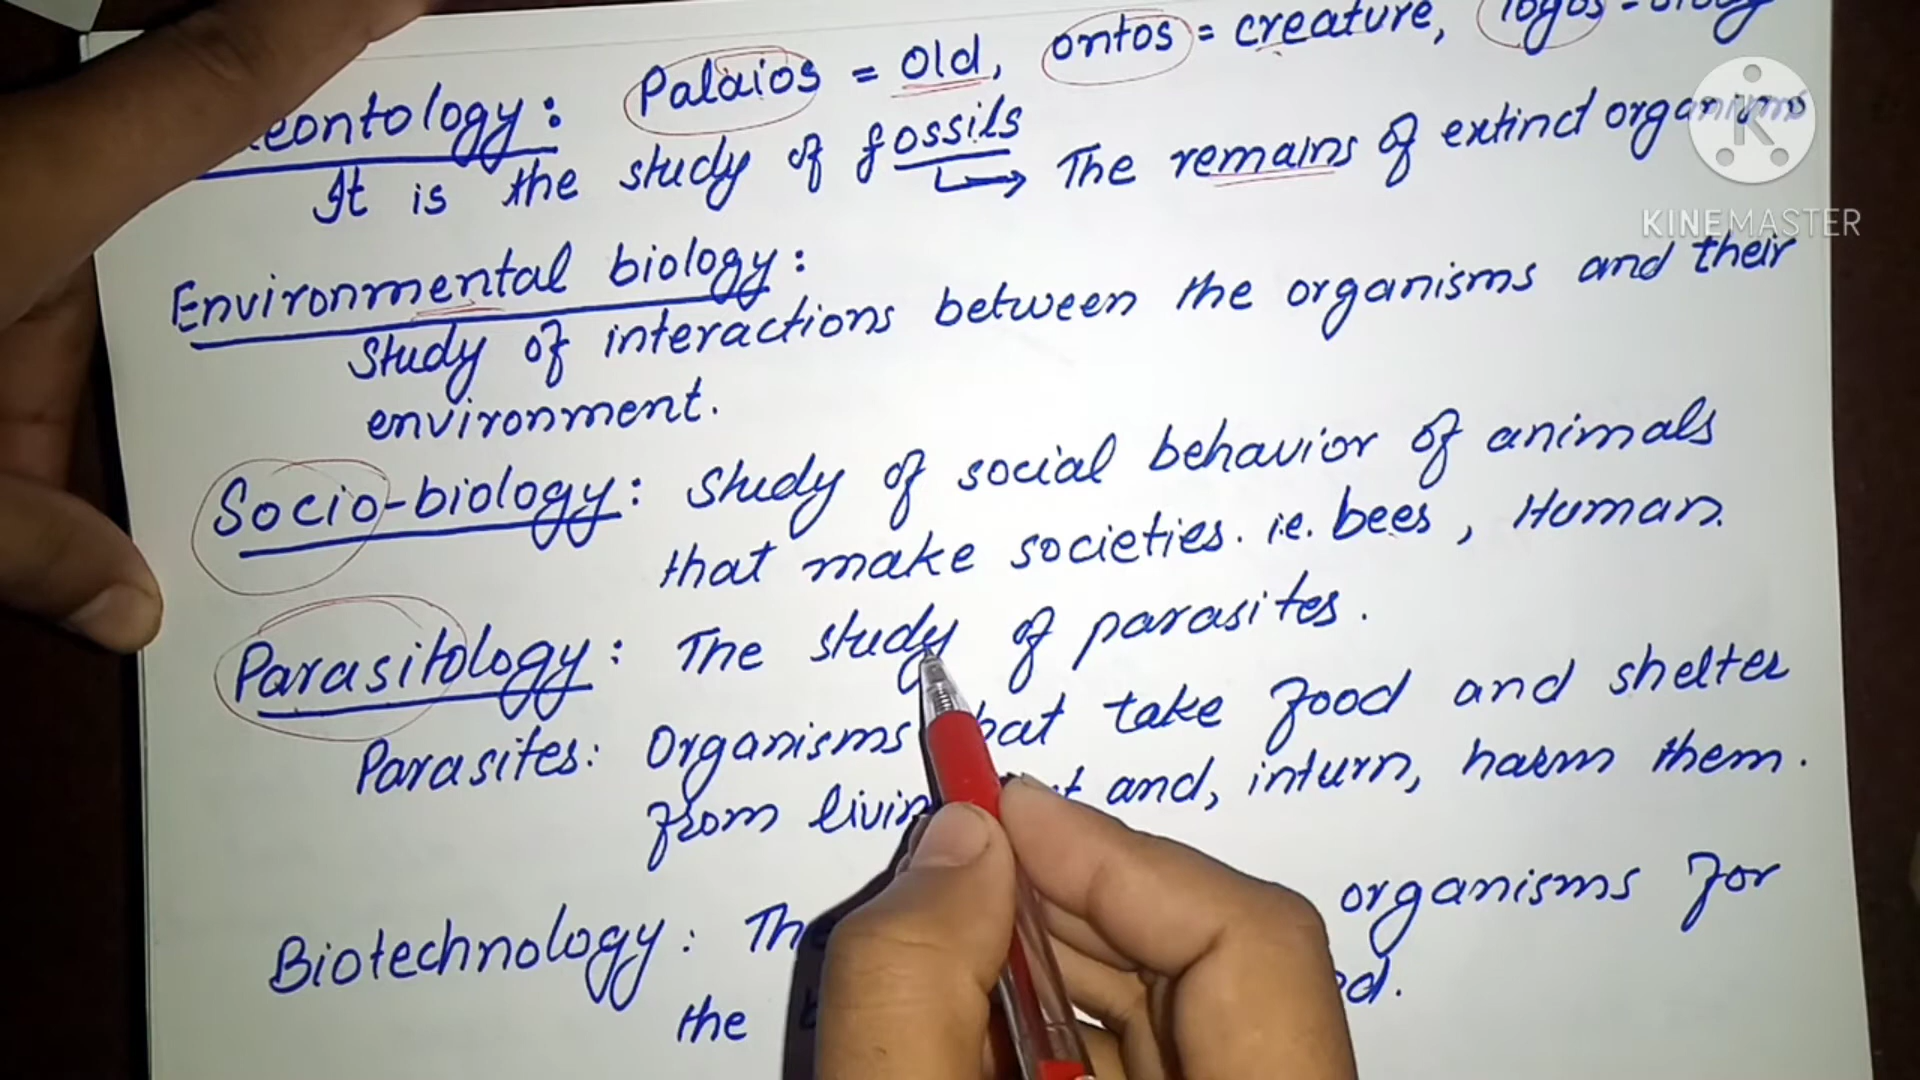 Palaios = Old, ontos = creature, logos =
eontology:
It is the study of fossils
The remains of extinct organisms
KINEMASTER
Environmental biology:
Study of interactions between the organisms and their
environment.
Socio-biology: Study of social behavior of animals
that make societies. i.e. bees, Human.
Parasitology: The study of parasites.
Parasites: Organisms that take food and shelter
from and, inturn, harm them.
Biotechnology: organisms for
the